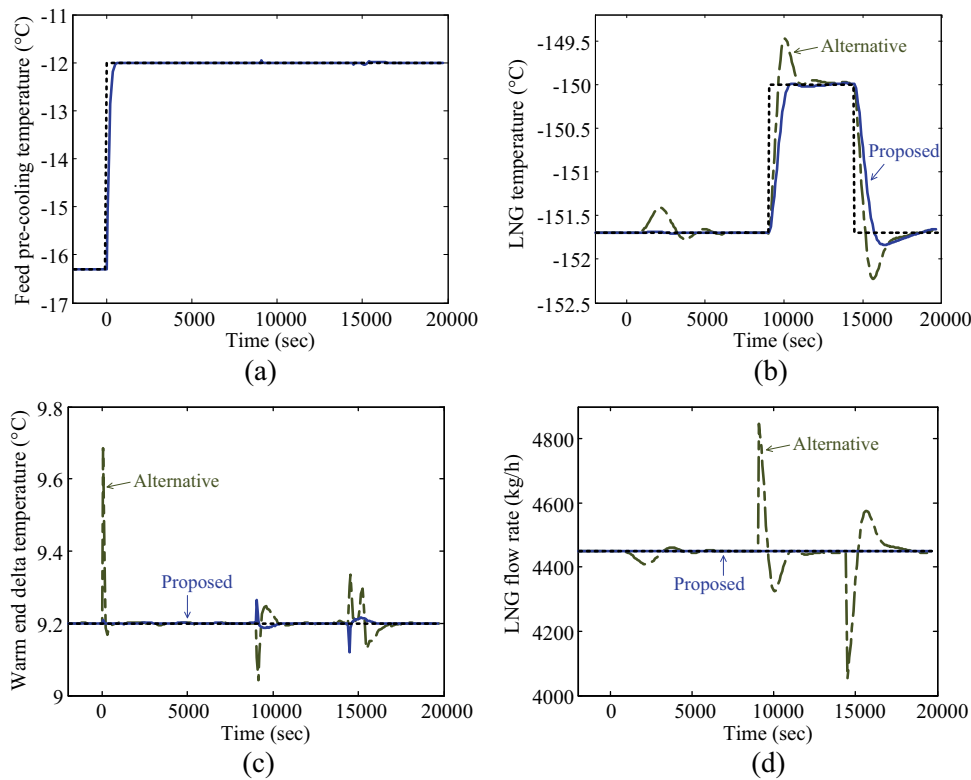 -11
-12
-13
-14
-15
-16
-17
0 5000 10000 15000 20000
Feed pre-cooling temperature (°C)
Time (sec)
(a)
-149.5
-150
-150.5
-151
-151.5
-152
-152.5
0 5000 10000 15000 20000
LNG temperature (°C)
Alternative
Proposed
Time (sec)
(b)
9.8
9.6
9.4
9.2
9
0 5000 10000 15000 20000
Warm end delta temperature (°C)
Alternative
Proposed
Time (sec)
(c)
4800
4600
4400
4200
4000
0 5000 10000 15000 20000
LNG flow rate (kg/h)
Alternative
Proposed
Time (sec)
(d)